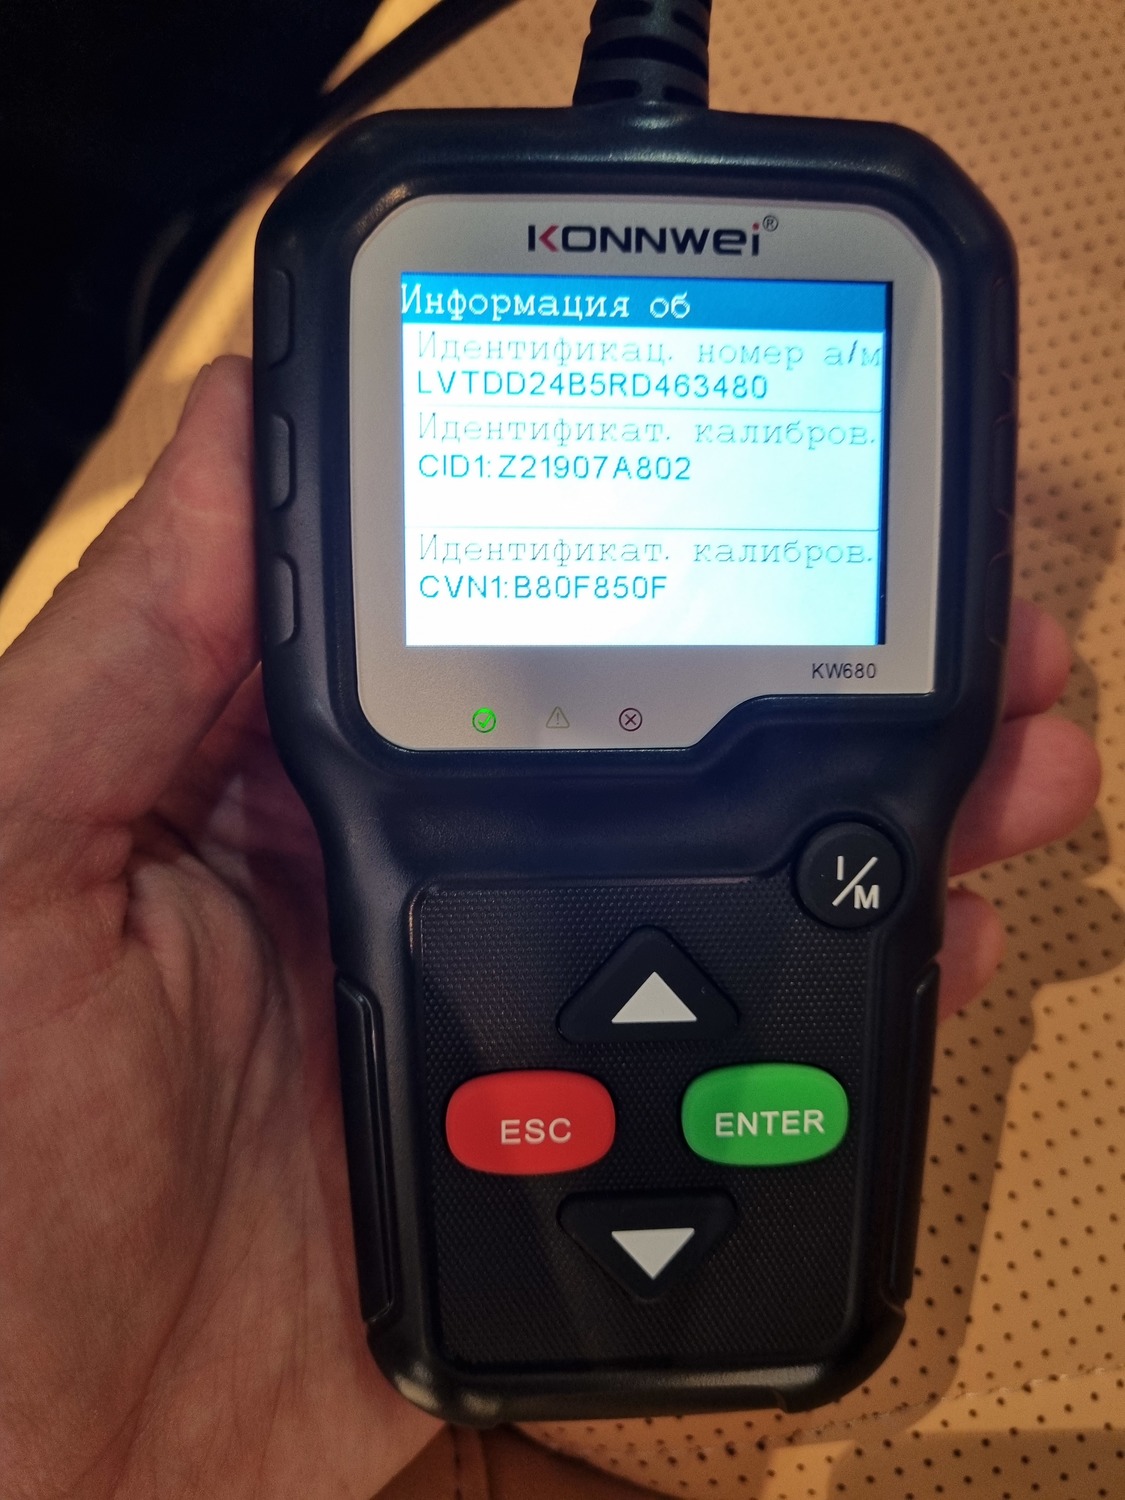 KONNWEI®
Информация об
Идентификац. номер а/м
LVTDD24B5RD463480
Идентификат. калибров.
CID1:Z21907A802
Идентификат. калибров.
CVN1:B80F850F
KW680
I/M
ESC
ENTER